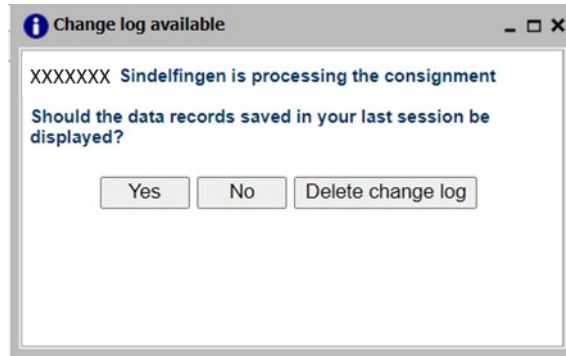 Change log available
XXXXXXX Sindelfingen is processing the consignment
Should the data records saved in your last session be
displayed?
Yes No Delete change log